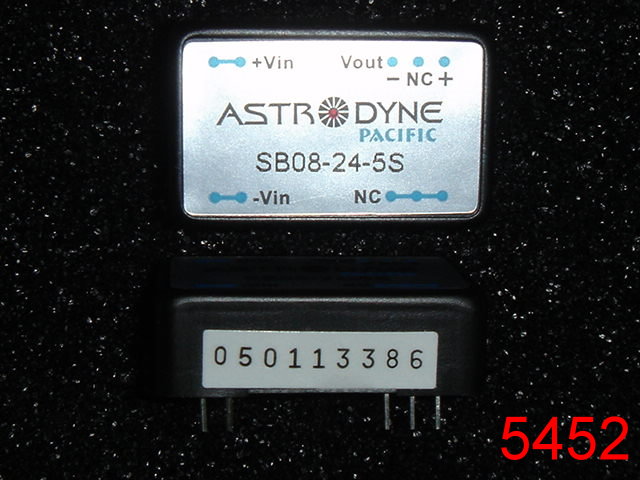 +Vin Vout
− NC +
ASTRODYNE
PACIFIC
SB08-24-5S
-Vin NC
050113386
5452